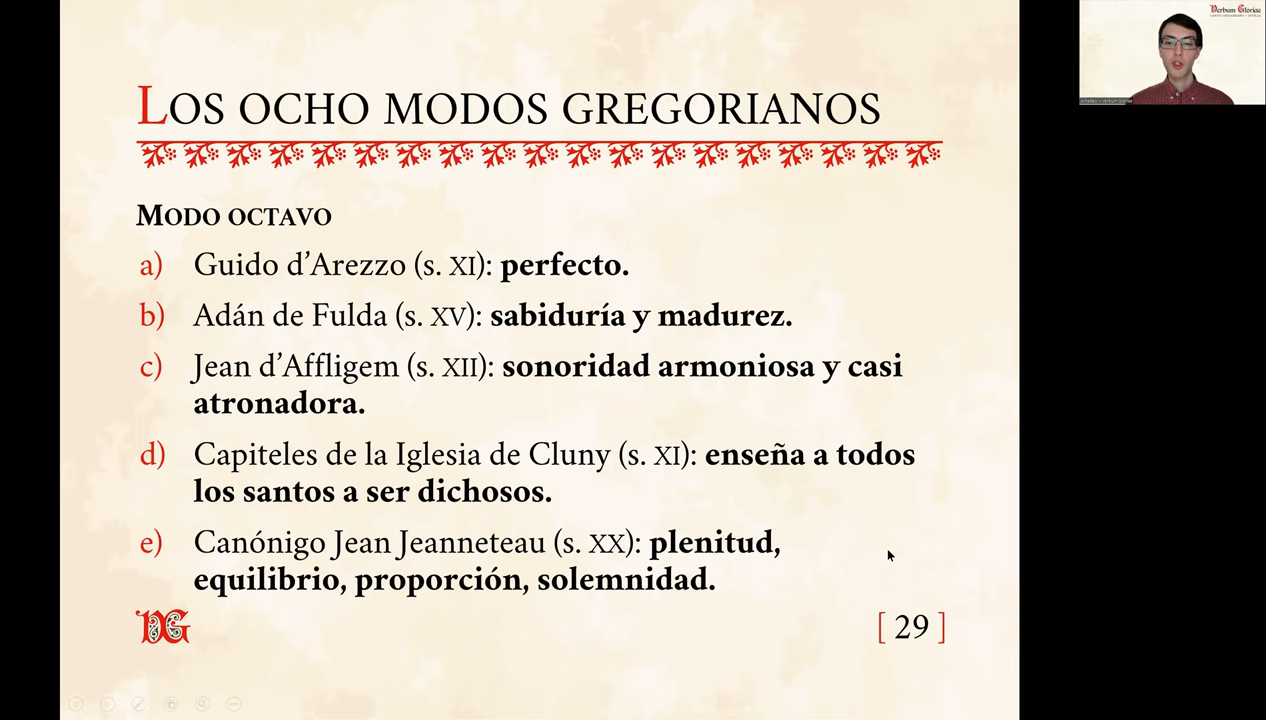 Los ocho modos gregorianos
Modo octavo
a) Guido d’Arezzo (s. XI): perfecto.
b) Adán de Fulda (s. XV): sabiduría y madurez.
c) Jean d’Affligem (s. XII): sonoridad armoniosa y casi
atronadora.
d) Capiteles de la Iglesia de Cluny (s. XI): enseña a todos
los santos a ser dichosos.
e) Canónigo Jean Jeanneteau (s. XX): plenitud,
equilibrio, proporción, solemnidad.
VG
[ 29 ]
Verbum Gloriae